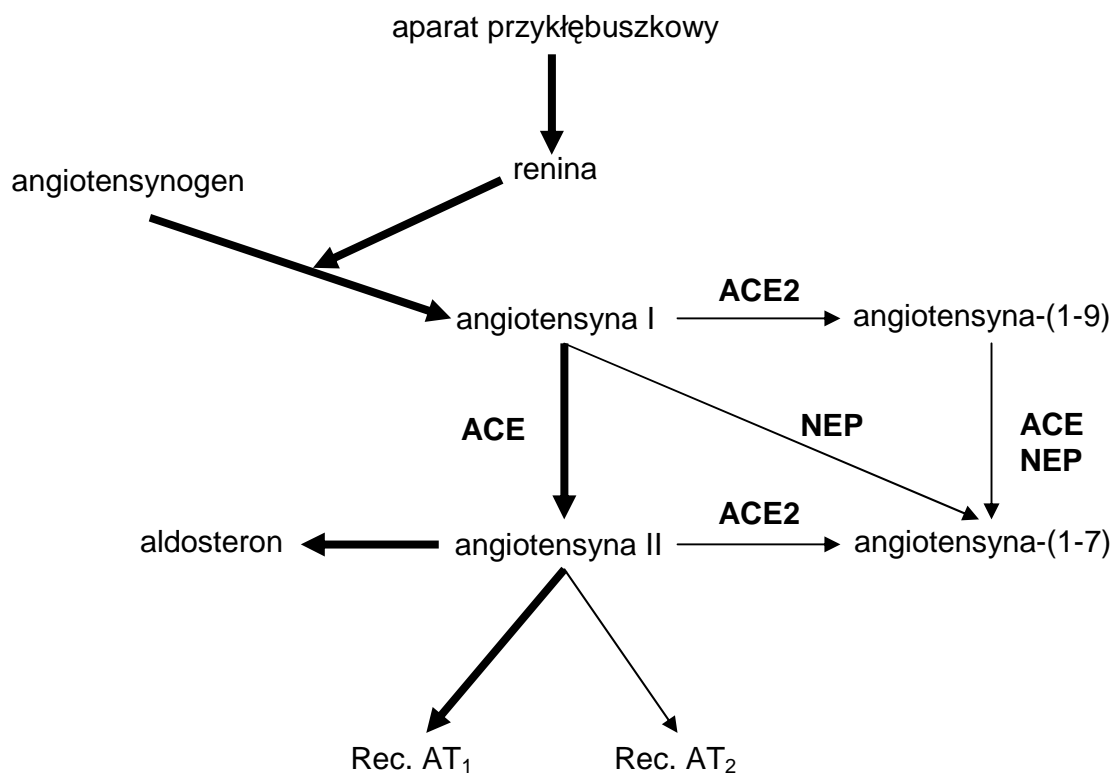 aparat przykłębuszkowy
renina
angiotensynogen
ACE2
angiotensyna I
angiotensyna-(1-9)
ACE
NEP
ACE
NEP
ACE2
aldosteron
angiotensyna II
angiotensyna-(1-7)
Rec. AT₁
Rec. AT₂